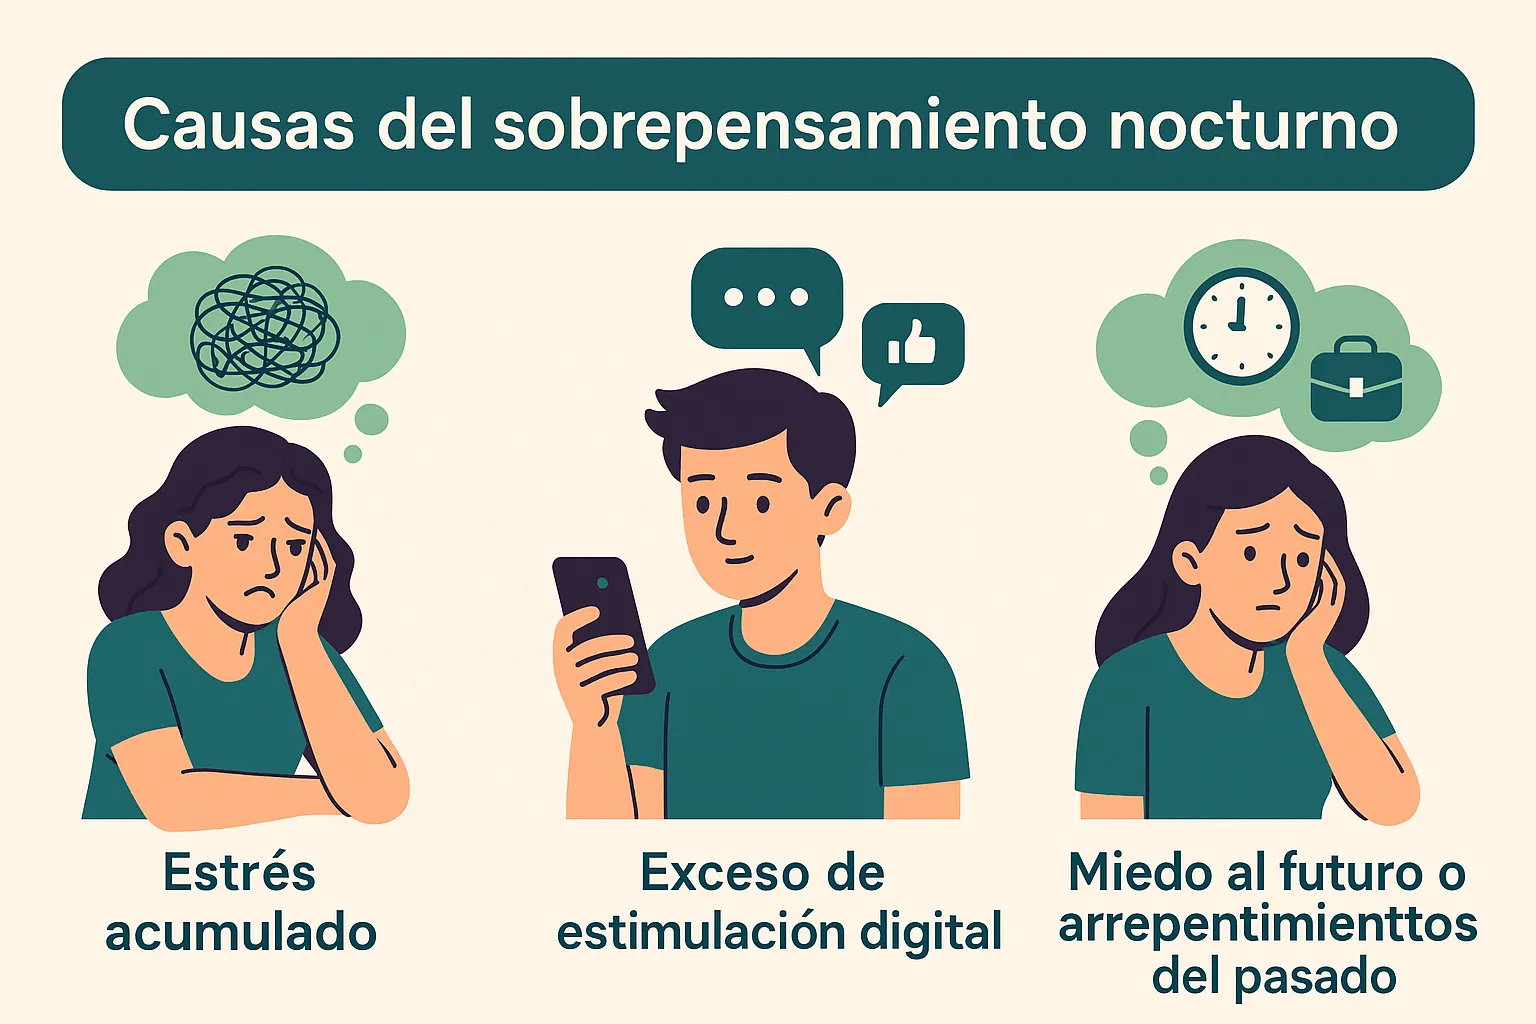 Causas del sobrepensamiento nocturno
Estrés
acumulado
Exceso de
estimulación digital
Miedo al futuro o
arrepentimienttos
del pasado